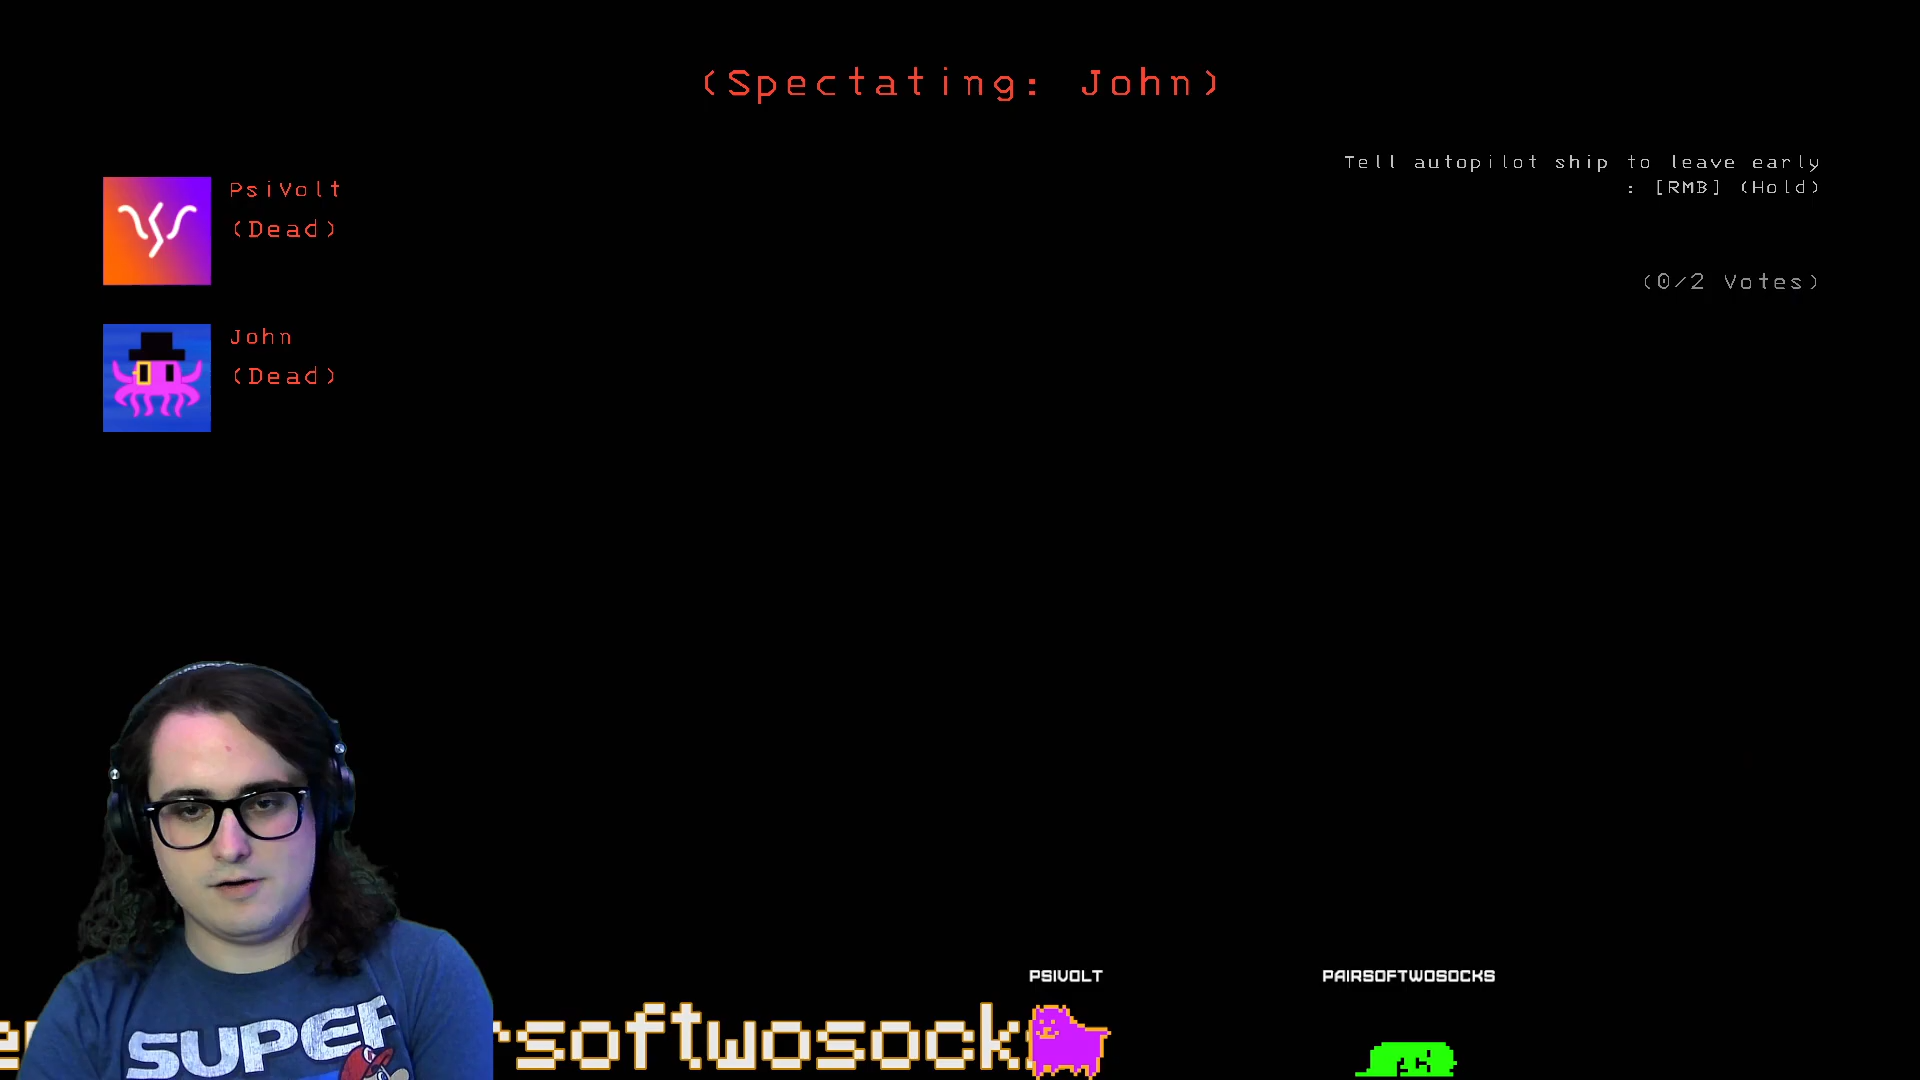 (Spectating: John)
Tell autopilot ship to leave early
: [RMB] (Hold)
(0/2 Votes)
PsiVolt
(Dead)
John
(Dead)
PSIVOLT
PAIRSOFTWOSOCKS
rsoftwosocks
SUPER